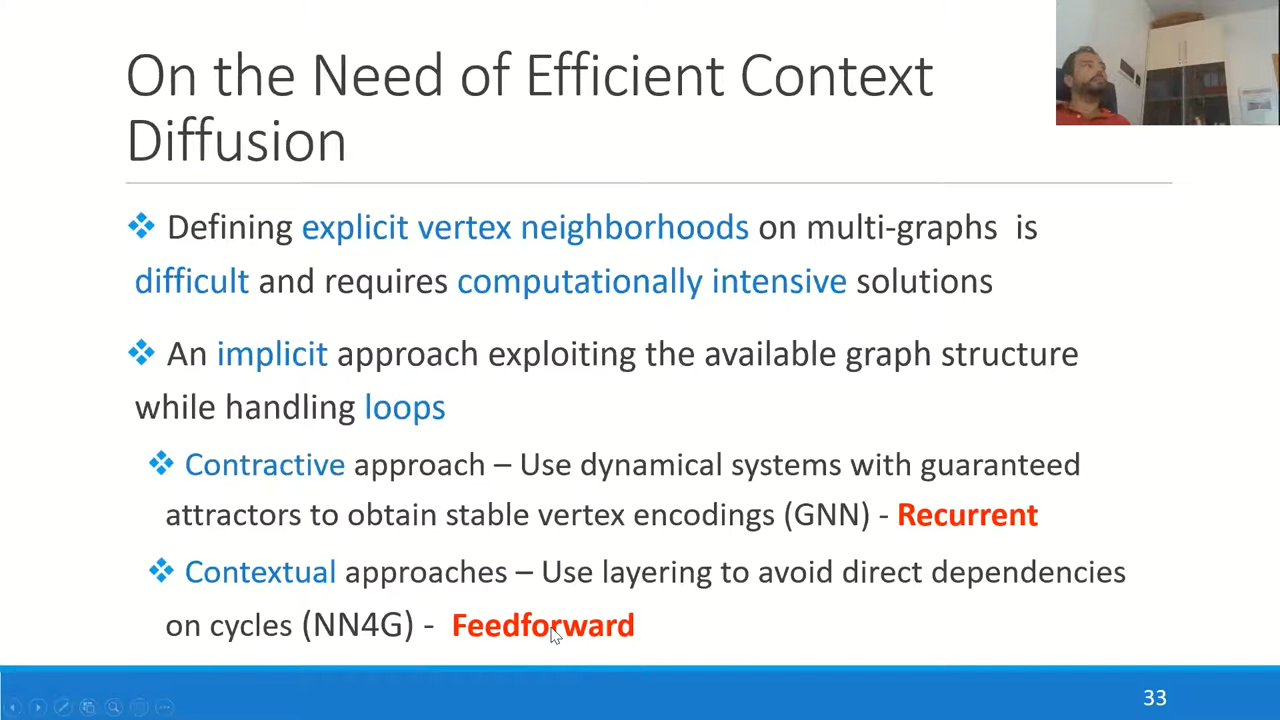 On the Need of Efficient Context
Diffusion
Defining explicit vertex neighborhoods on multi-graphs is
difficult and requires computationally intensive solutions
An implicit approach exploiting the available graph structure
while handling loops
Contractive approach – Use dynamical systems with guaranteed
attractors to obtain stable vertex encodings (GNN) - Recurrent
Contextual approaches – Use layering to avoid direct dependencies
on cycles (NN4G) - Feedforward
33